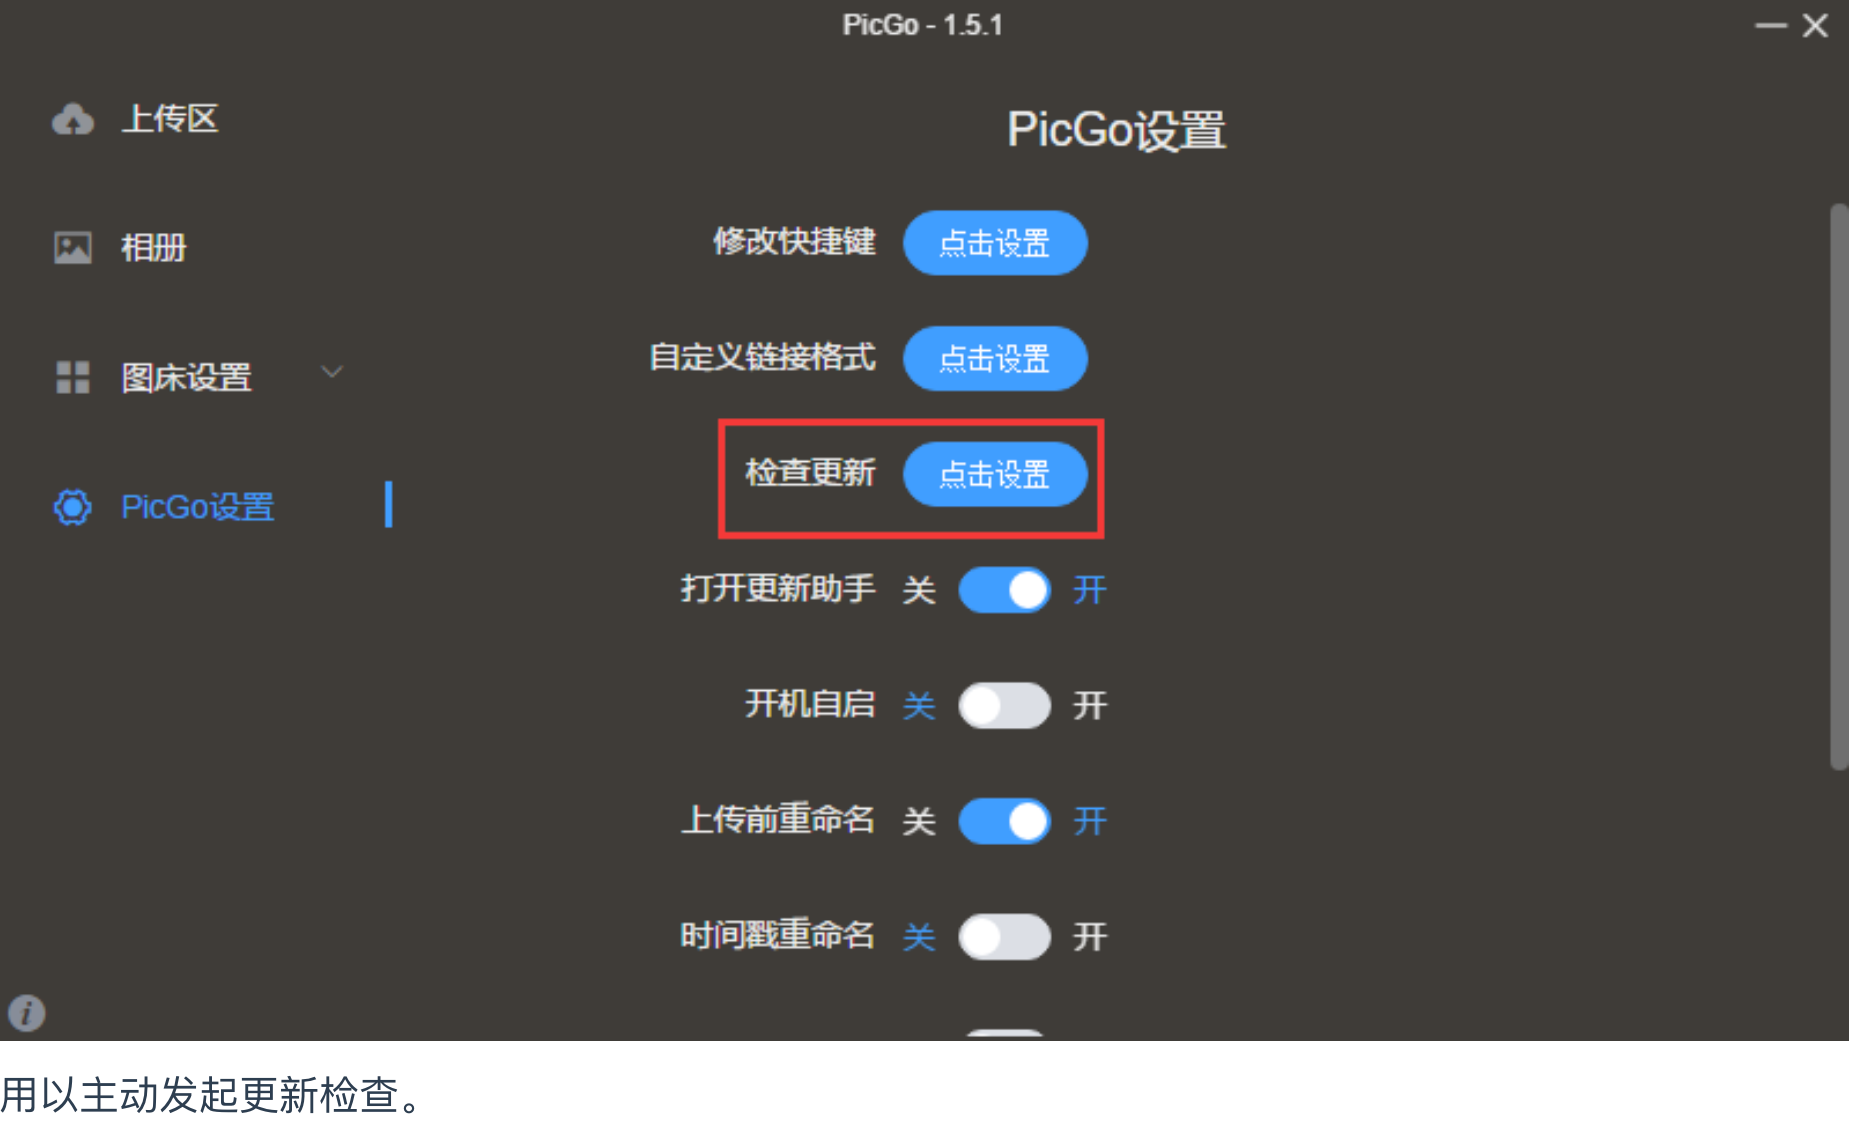 PicGo - 1.5.1
上传区
相册
图床设置
PicGo设置
PicGo设置
修改快捷键 点击设置
自定义链接格式 点击设置
检查更新 点击设置
打开更新助手 关 开
开机自启 关 开
上传前重命名 关 开
时间戳重命名 关 开
用以主动发起更新检查。